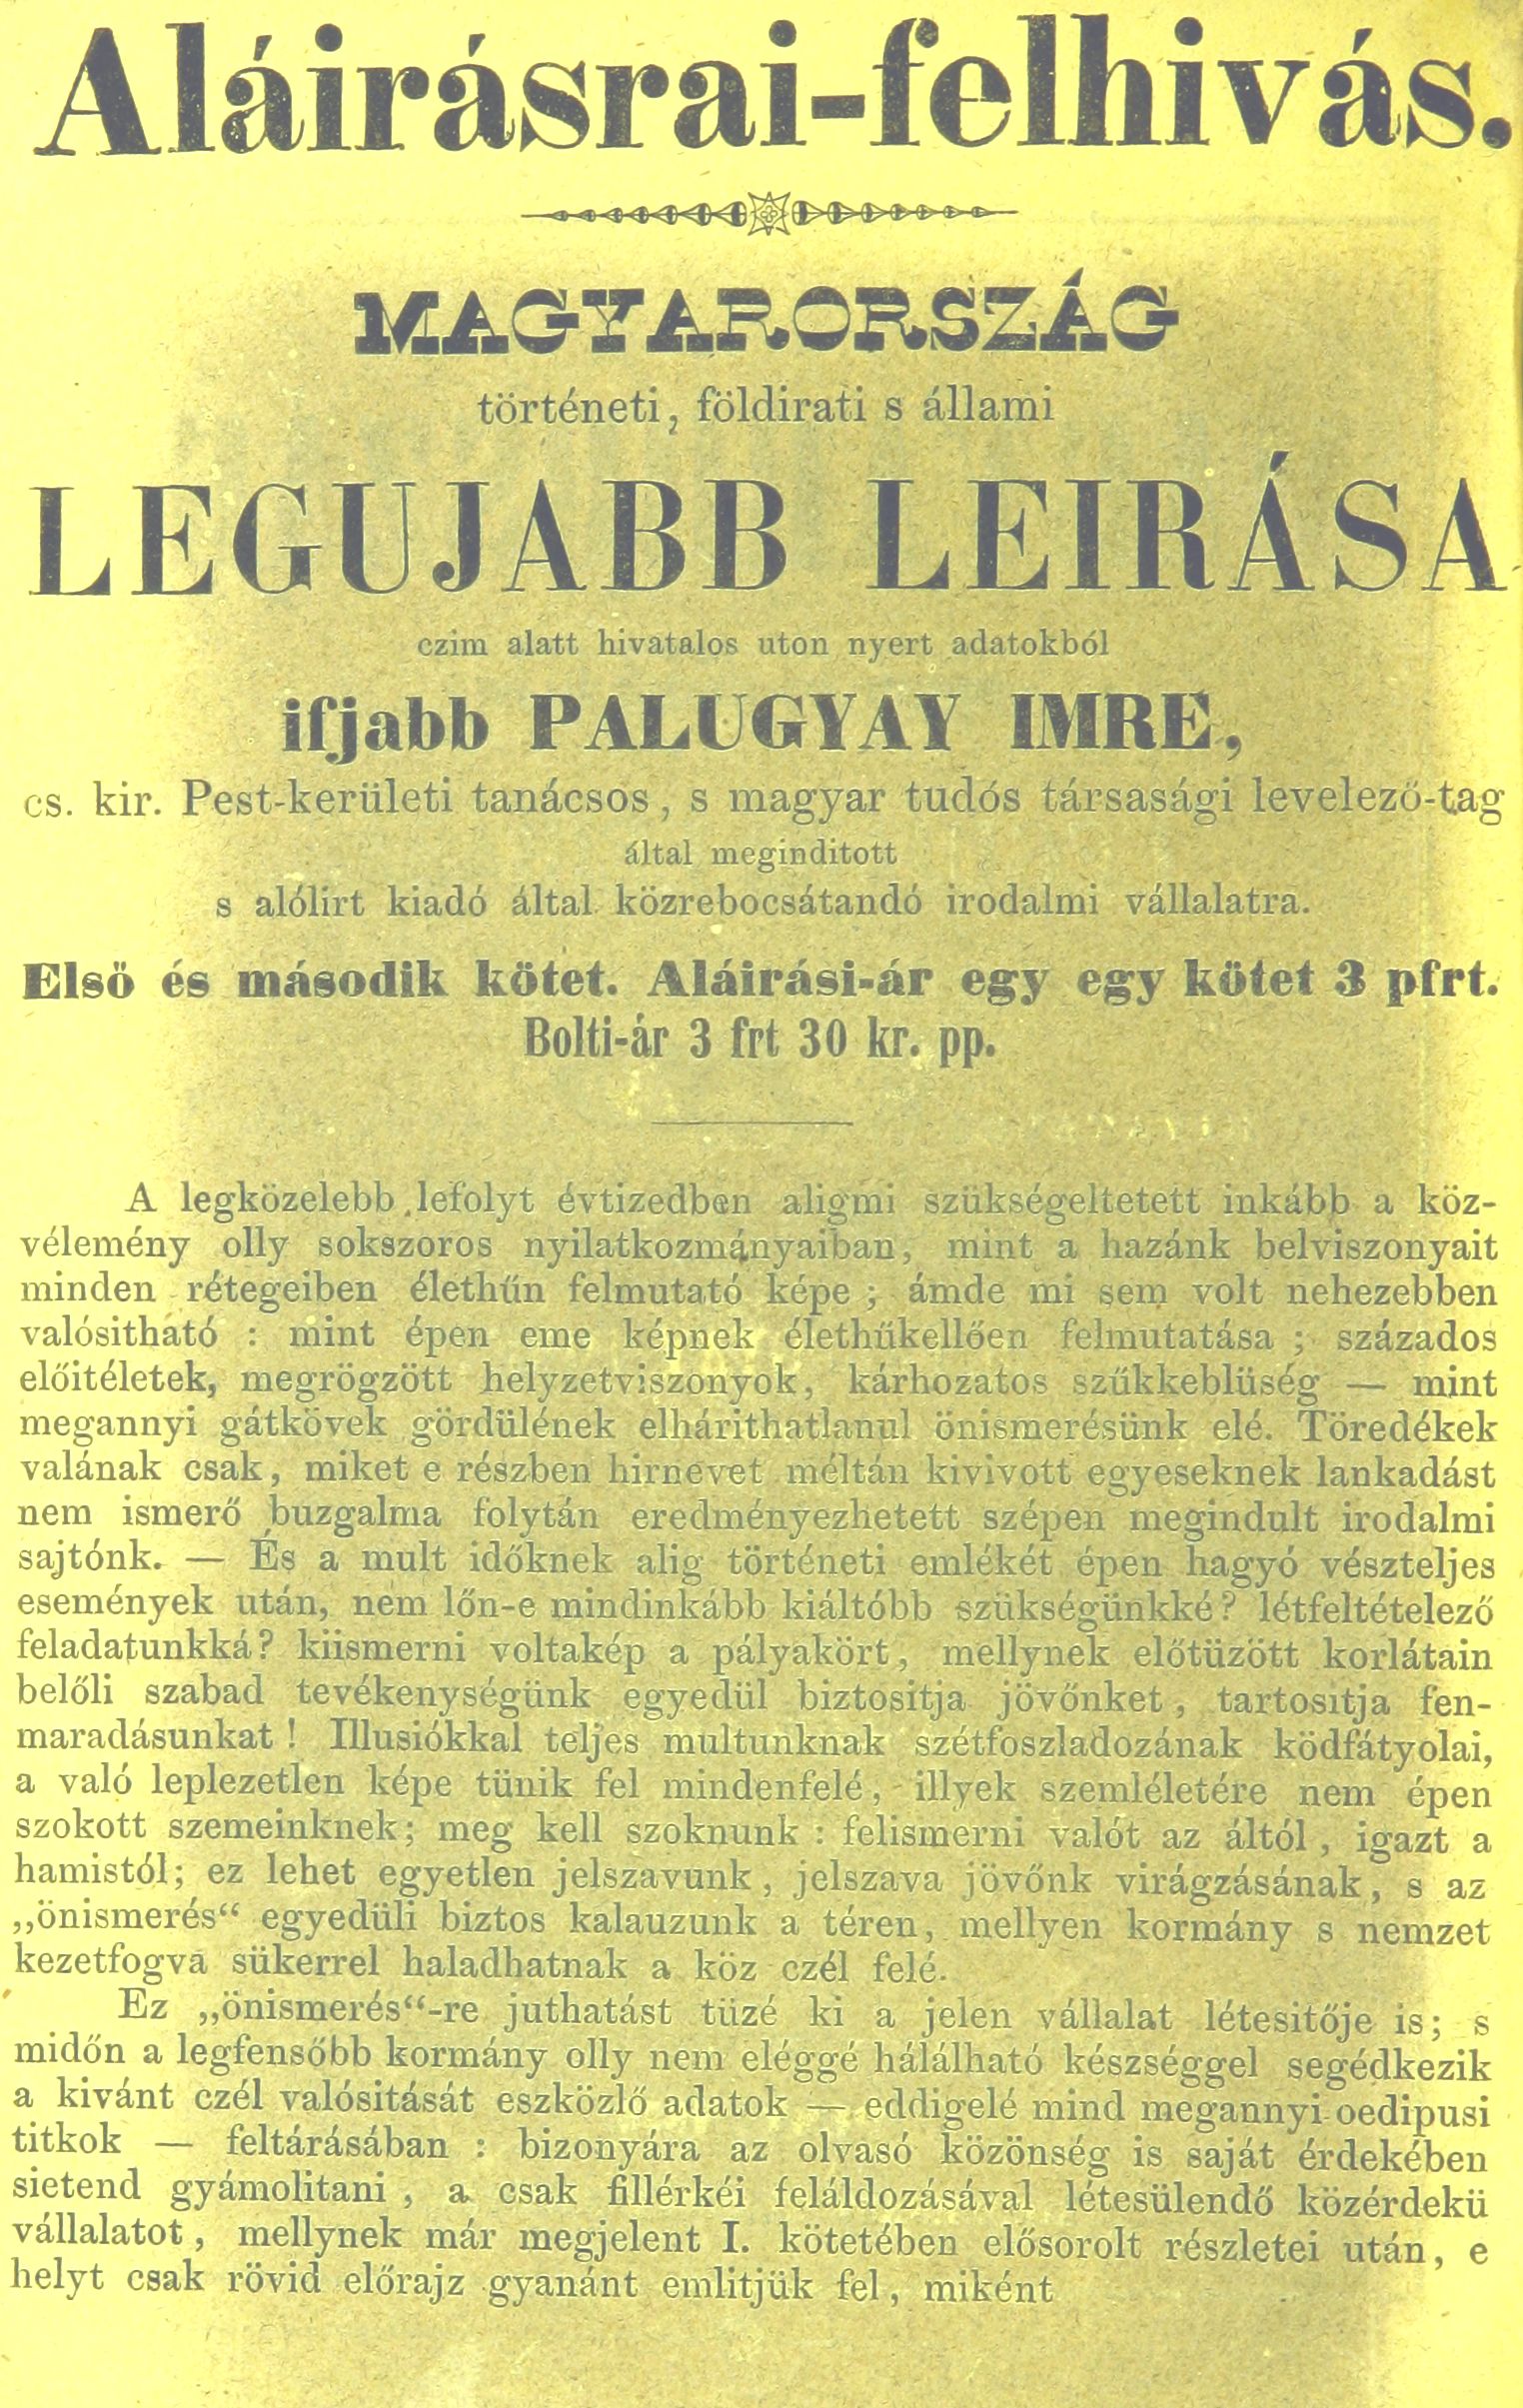 Aláirásrai-felhivás.
MAGYARORSZÁG
történeti, földirati s állami
LEGUJABB LEIRÁSA
czim alatt hivatalos uton nyert adatokból
ifjabb PALUGYAY IMRE,
cs. kir. Pest-kerületi tanácsos, s magyar tudós társasági levelező-tag
által meginditott
s alólirt kiadó által közrebocsátandó irodalmi vállalatra.
Első és második kötet. Aláirási-ár egy egy kötet 3 pfrt.
Bolti-ár 3 frt 30 kr. pp.
A legközelebb lefolyt évtizedben aligmi szükségeltetett inkább a köz-
vélemény olly sokszoros nyilatkozmányaiban, mint a hazánk belviszonyait
minden rétegeiben élethűn felmutató képe ; ámde mi sem volt nehezebben
valósitható : mint épen eme képnek élethűkellően felmutatása ; százados
előitéletek, megrögzött helyzetviszonyok, kárhozatos szűkkeblüség — mint
megannyi gátkövek gördülének elhárithatlanul önismerésünk elé. Töredékek
valának csak, miket e részben hirnevet méltán kivivott egyeseknek lankadást
nem ismerő buzgalma folytán eredményezhetett szépen megindult irodalmi
sajtónk. — És a mult időknek alig történeti emlékét épen hagyó vészteljes
események után, nem lőn-e mindinkább kiáltóbb szükségünkké? létfeltételező
feladatunkká? kiismerni voltakép a pályakört, mellynek előtüzött korlátain
belőli szabad tevékenységünk egyedül biztositja jövőnket, tartositja fen-
maradásunkat ! Illusiókkal teljes multunknak szétfoszladozának ködfátyolai,
a való leplezetlen képe tünik fel mindenfelé, illyek szemléletére nem épen
szokott szemeinknek; meg kell szoknunk : felismerni valót az áltól, igazt a
hamistól; ez lehet egyetlen jelszavunk, jelszava jövőnk virágzásának, s az
„önismerés“ egyedüli biztos kalauzunk a téren, mellyen kormány s nemzet
kezetfogva sükerrel haladhatnak a köz czél felé.
Ez „önismerés“-re juthatást tüzé ki a jelen vállalat létesitője is; s
midőn a legfensőbb kormány olly nem eléggé hálálható készséggel segédkezik
a kivánt czél valósitását eszközlő adatok — eddigelé mind megannyi oedipusi
titkok — feltárásában : bizonyára az olvasó közönség is saját érdekében
sietend gyámolitani, a csak fillérkéi feláldozásával létesülendő közérdekü
vállalatot, mellynek már megjelent I. kötetében elősorolt részletei után, e
helyt csak rövid előrajz gyanánt emlitjük fel, miként